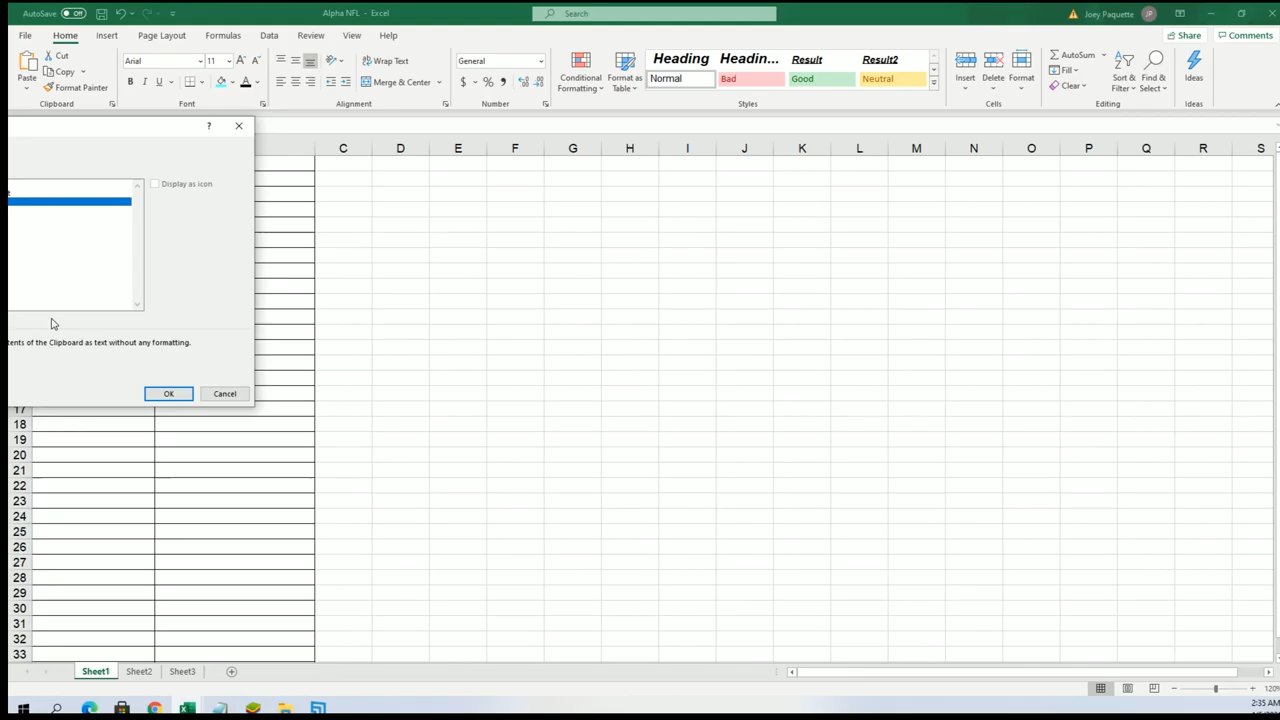 AutoSave Off Alpha NFL - Excel Search Joey Paquette JP
File Home Insert Page Layout Formulas Data Review View Help Share Comments
Paste Cut Copy Format Painter Clipboard
Arial 11 A A B I U A Font
Wrap Text Merge & Center Alignment
General $ % 9 Number
Conditional Formatting Format as Table
Heading Headin... Result Result2
Normal Bad Good Neutral
Styles
Insert Delete Format Cells
AutoSum Fill Clear Sort & Filter Find & Select Editing
Ideas Ideas
? ×
Display as icon
tents of the Clipboard as text without any formatting.
OK Cancel
C D E F G H I J K L M N O P Q R S
17
18
19
20
21
22
23
24
25
26
27
28
29
30
31
32
33
Sheet1 Sheet2 Sheet3
120%
2:35 AM